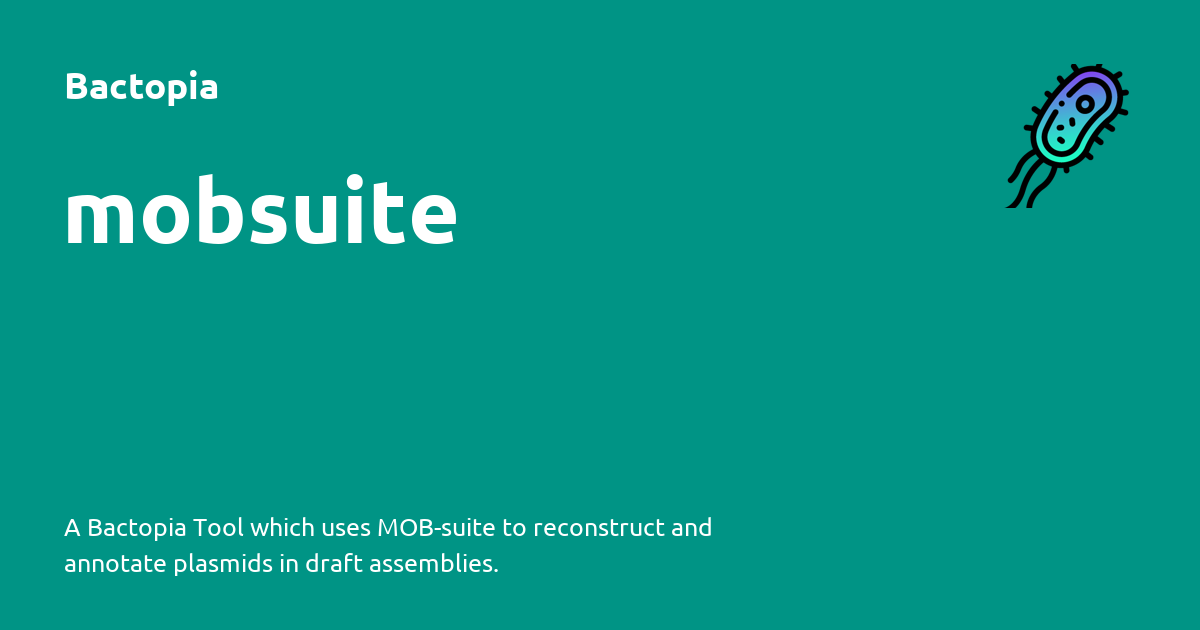 Bactopia
mobsuite
A Bactopia Tool which uses MOB-suite to reconstruct and
annotate plasmids in draft assemblies.